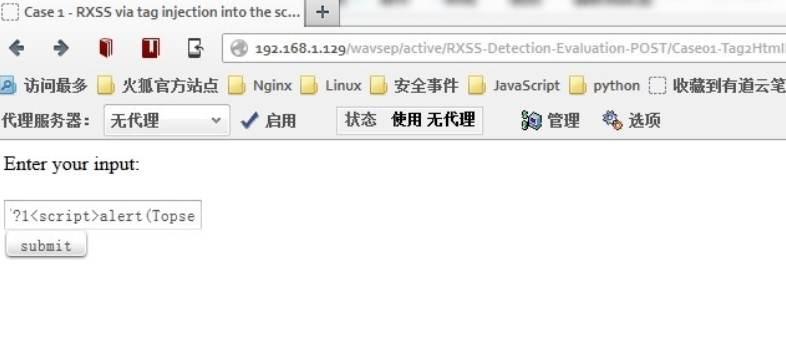 Case 1 - RXSS via tag injection into the sc...
192.168.1.129/wavsep/active/RXSS-Detection-Evaluation-POST/Case01-Tag2Html
访问最多 火狐官方站点 Nginx Linux 安全事件 JavaScript python 收藏到有道云笔
代理服务器： 无代理 启用 状态 使用 无代理 管理 选项
Enter your input:
'?1<script>alert(Topse
submit